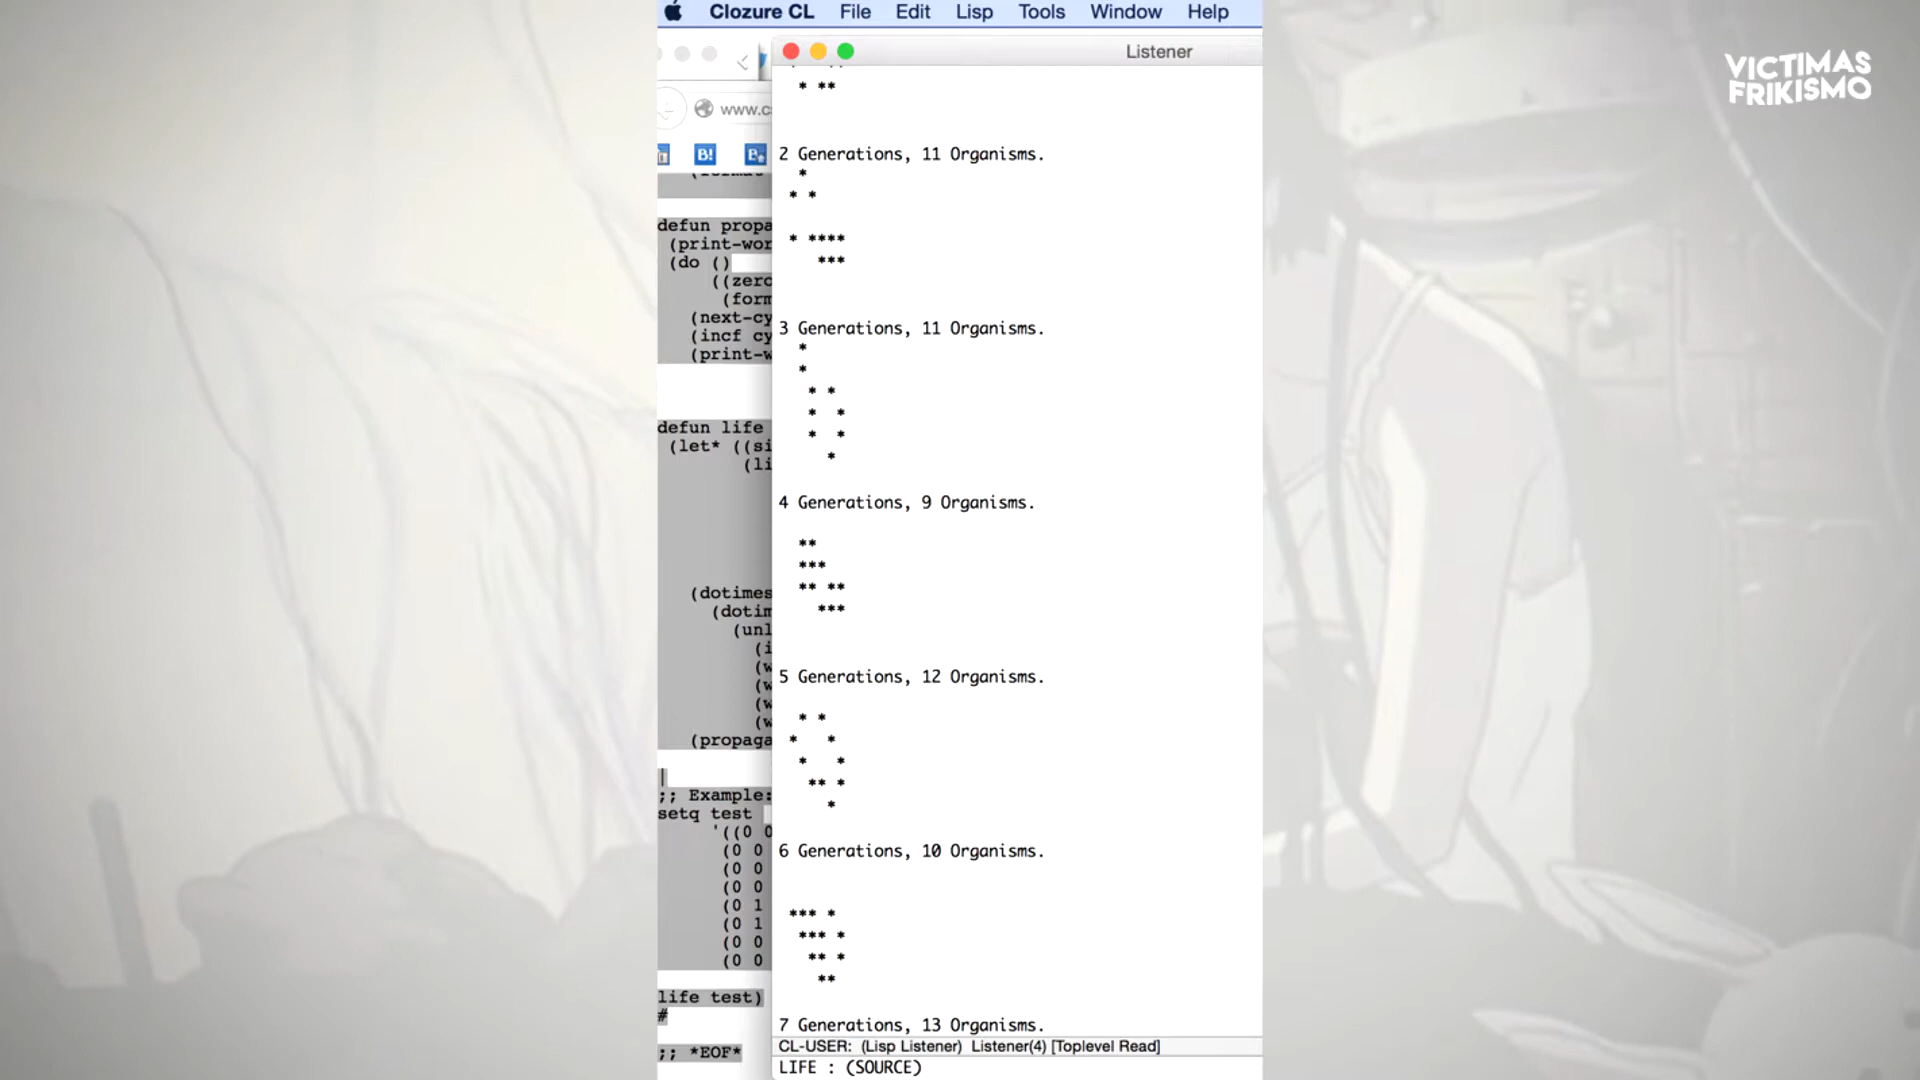 Clozure CL File Edit Lisp Tools Window Help
Listener
VICTIMAS
FRIKISMO
* **
www.c
B!
2 Generations, 11 Organisms.
*
* *
* ****
***
defun propa
(print-wor
(do ()
((zero
(form
(next-cy
(incf cy
(print-w
3 Generations, 11 Organisms.
*
*
* *
*  *
*  *
*
defun life
(let* ((si
(li
4 Generations, 9 Organisms.
**
***
** **
***
(dotimes
(dotim
(unl
(i
(w
(w
(w
(w
(propaga
5 Generations, 12 Organisms.
* *
*   *
*   *
** *
*
;; Example:
setq test
'((0 0
(0 0
(0 0
(0 0
(0 1
(0 1
(0 0
(0 0
6 Generations, 10 Organisms.
*** *
*** *
** *
**
life test)
#
;; *EOF*
7 Generations, 13 Organisms.
CL-USER: (Lisp Listener) Listener(4) [Toplevel Read]
LIFE : (SOURCE)